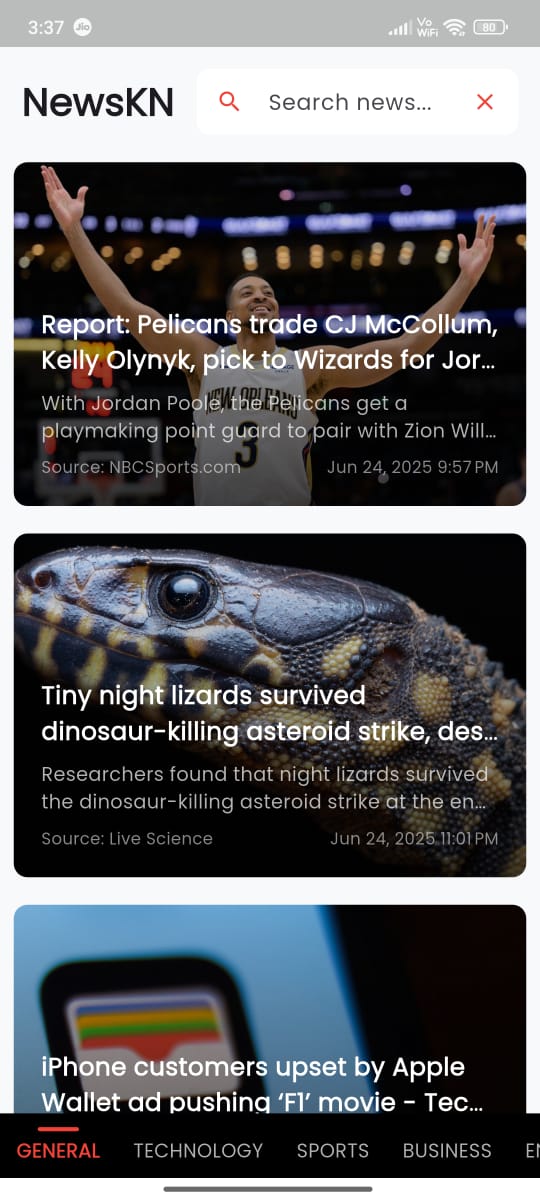 3:37 Jio Vo WiFi 80
NewsKN
Search news...
Report: Pelicans trade CJ McCollum,
Kelly Olynyk, pick to Wizards for Jor...
With Jordan Poole, the Pelicans get a
playmaking point guard to pair with Zion Will...
Source: NBCSports.com Jun 24, 2025 9:57 PM
NEW ORLEANS
3
Tiny night lizards survived
dinosaur-killing asteroid strike, des...
Researchers found that night lizards survived
the dinosaur-killing asteroid strike at the en...
Source: Live Science Jun 24, 2025 11:01 PM
iPhone customers upset by Apple
Wallet ad pushing ‘F1’ movie - Tec...
GENERAL TECHNOLOGY SPORTS BUSINESS EN